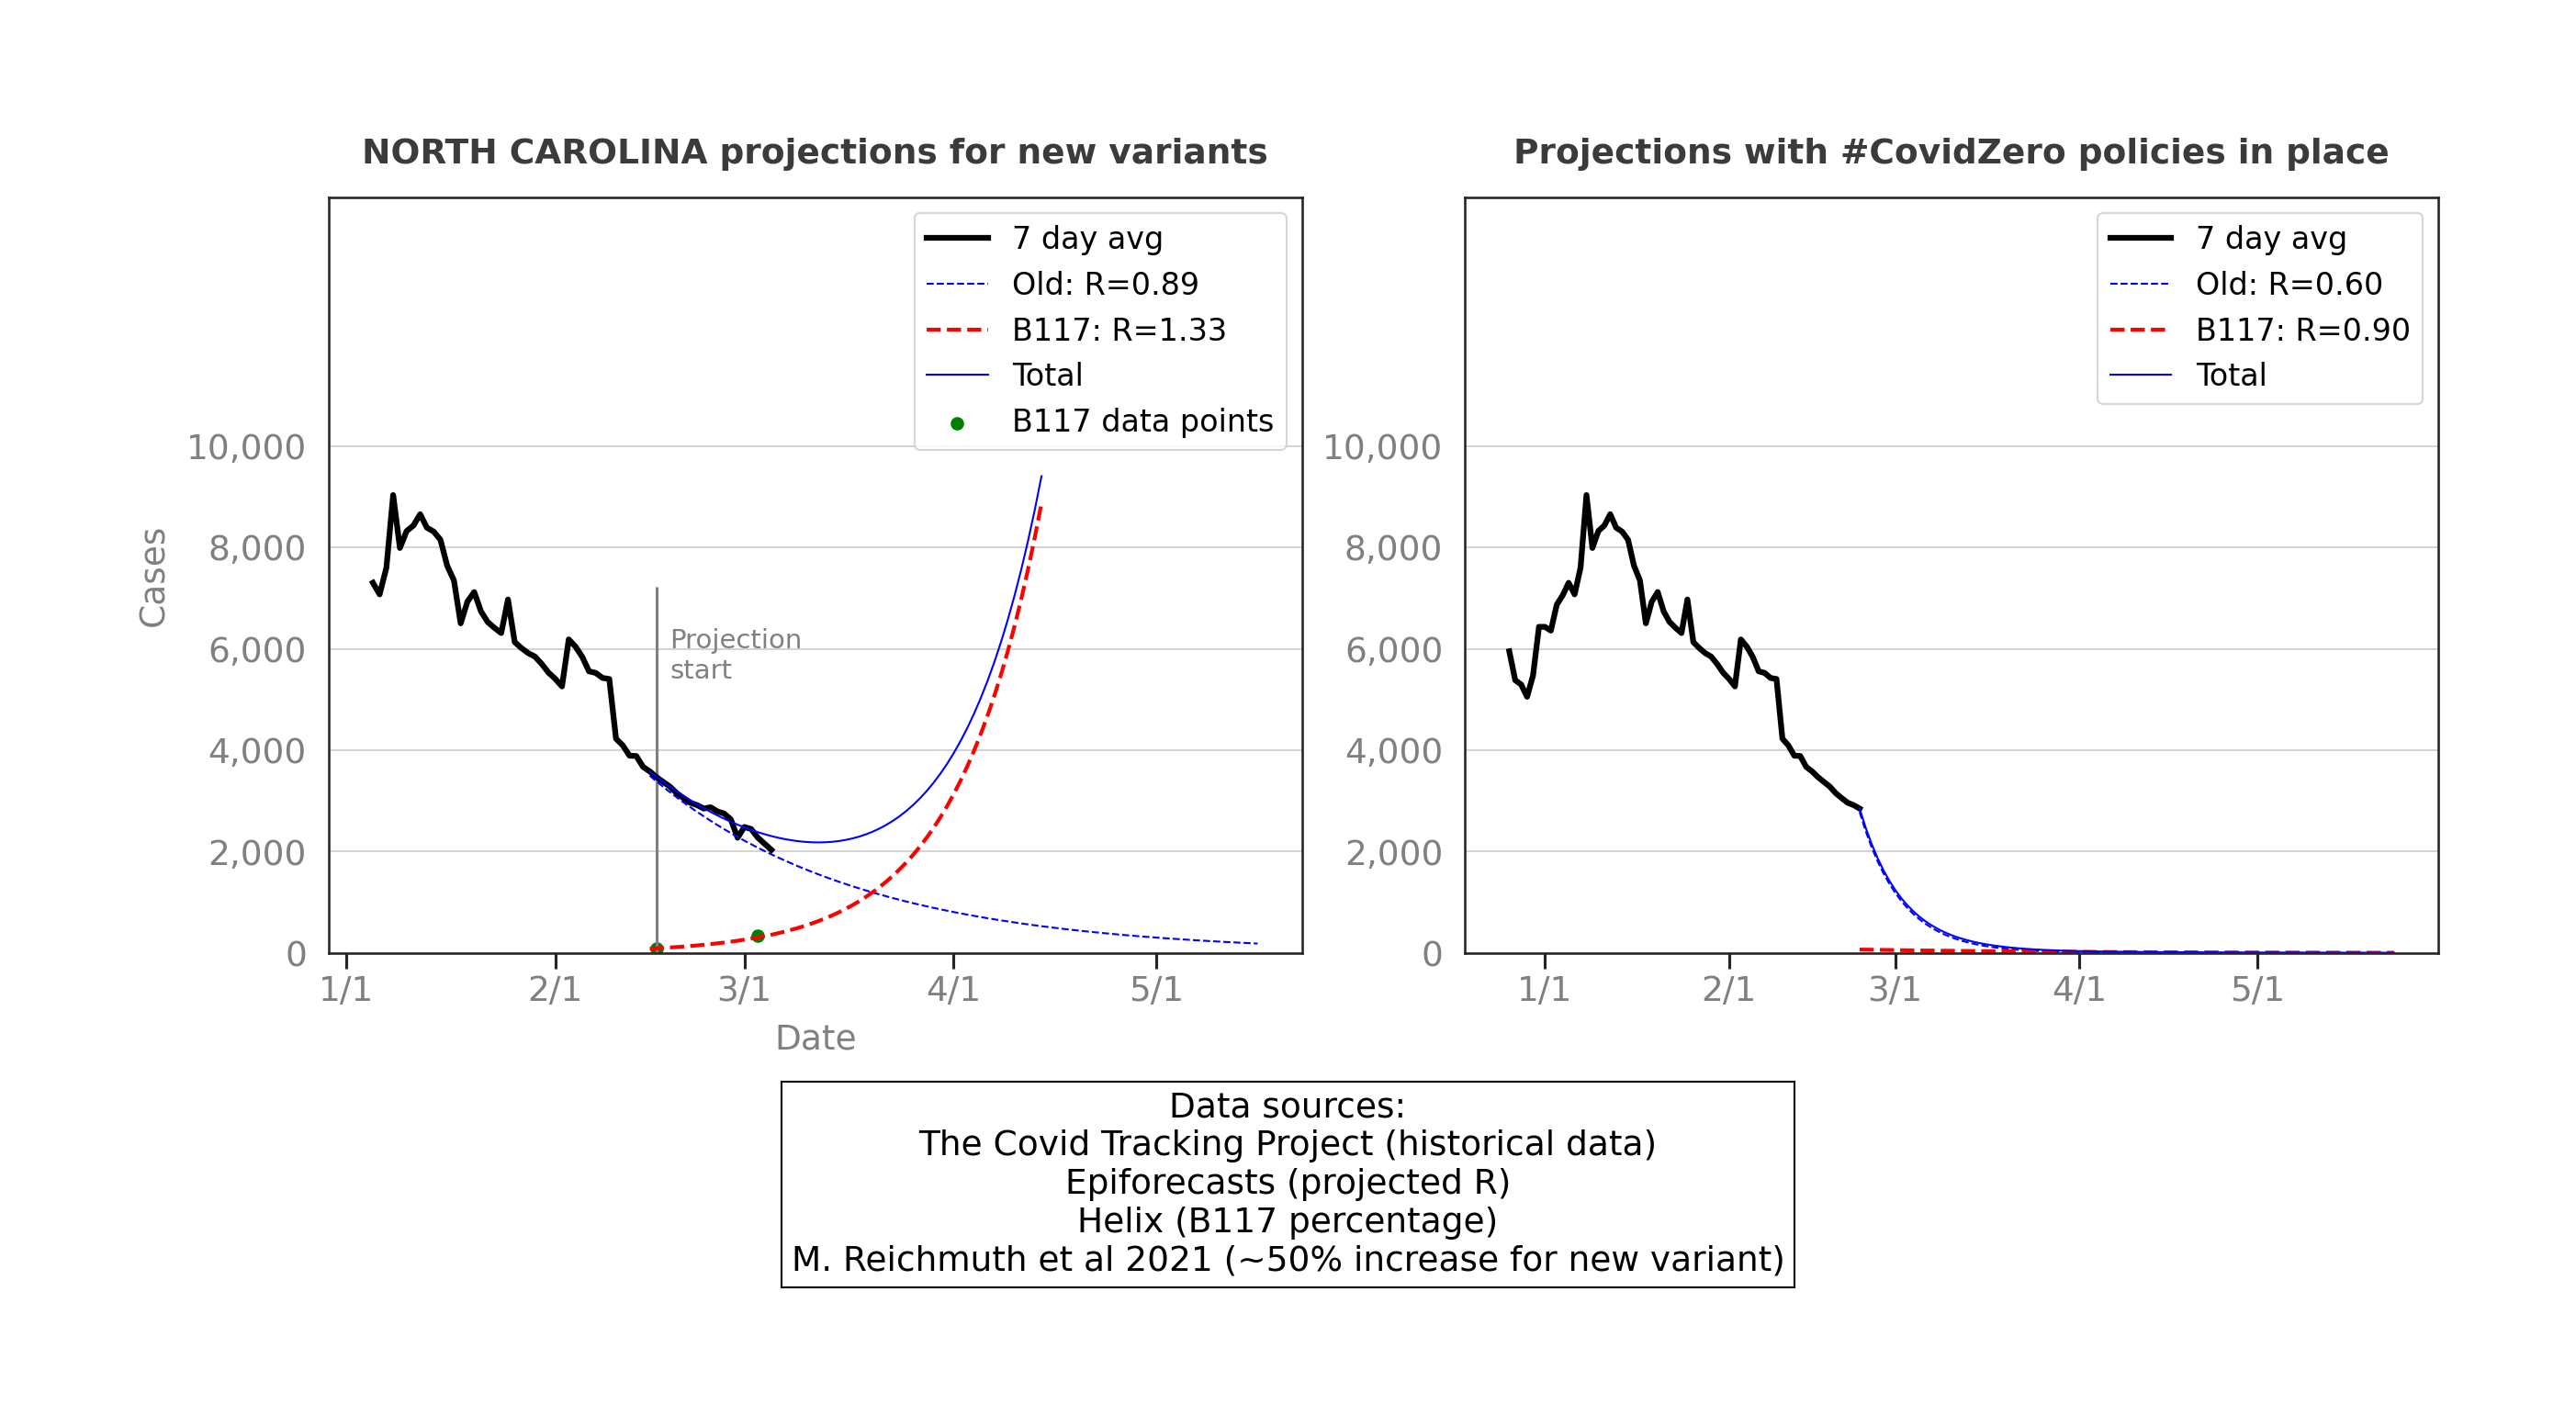 NORTH CAROLINA projections for new variants
7 day avg
Old: R=0.89
B117: R=1.33
Total
B117 data points
10,000
8,000
6,000
4,000
2,000
0
Cases
Projection
start
1/1
2/1
3/1
4/1
5/1
Date
Projections with #CovidZero policies in place
7 day avg
Old: R=0.60
B117: R=0.90
Total
10,000
8,000
6,000
4,000
2,000
0
1/1
2/1
3/1
4/1
5/1
Data sources:
The Covid Tracking Project (historical data)
Epiforecasts (projected R)
Helix (B117 percentage)
M. Reichmuth et al 2021 (~50% increase for new variant)